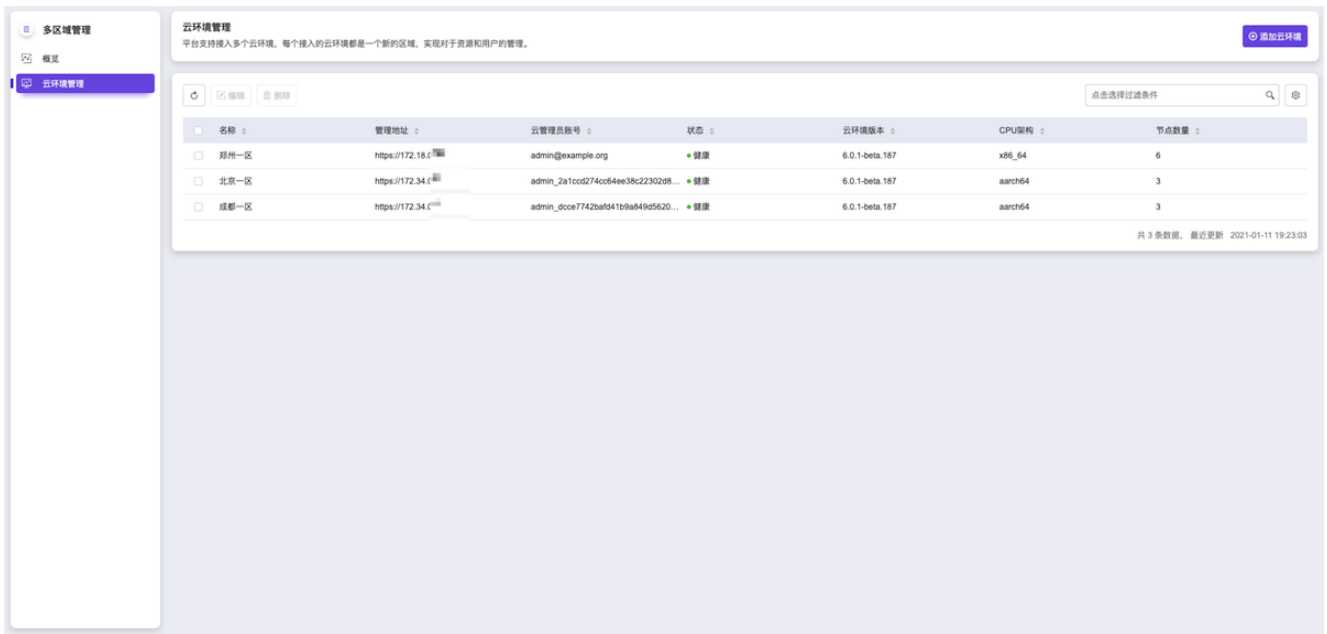 多区域管理
概览
云环境管理
云环境管理
平台支持接入多个云环境，每个接入的云环境都是一个新的区域，实现对于资源和用户的管理。
添加云环境
编辑 删除 点击选择过滤条件
名称 管理地址 云管理员账号 状态 云环境版本 CPU架构 节点数量
郑州一区 https://172.18.0 admin@example.org 健康 6.0.1-beta.187 x86_64 6
北京一区 https://172.34.0 admin_2a1ccd274cc64ee38c22302d8... 健康 6.0.1-beta.187 aarch64 3
成都一区 https://172.34.0 admin_dcce7742bafd41b9a849d5620... 健康 6.0.1-beta.187 aarch64 3
共 3 条数据， 最近更新 2021-01-11 19:23:03